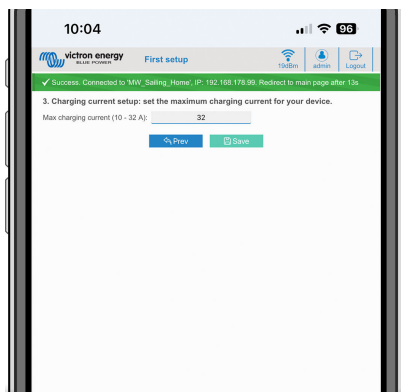 10:04
96
victron energy
BLUE POWER
First setup
19dBm
admin
Logout
Success. Connected to 'MW_Sailing_Home', IP: 192.168.178.99. Redirect to main page after 13s
3. Charging current setup: set the maximum charging current for your device.
Max charging current (10 - 32 A):
32
Prev
Save